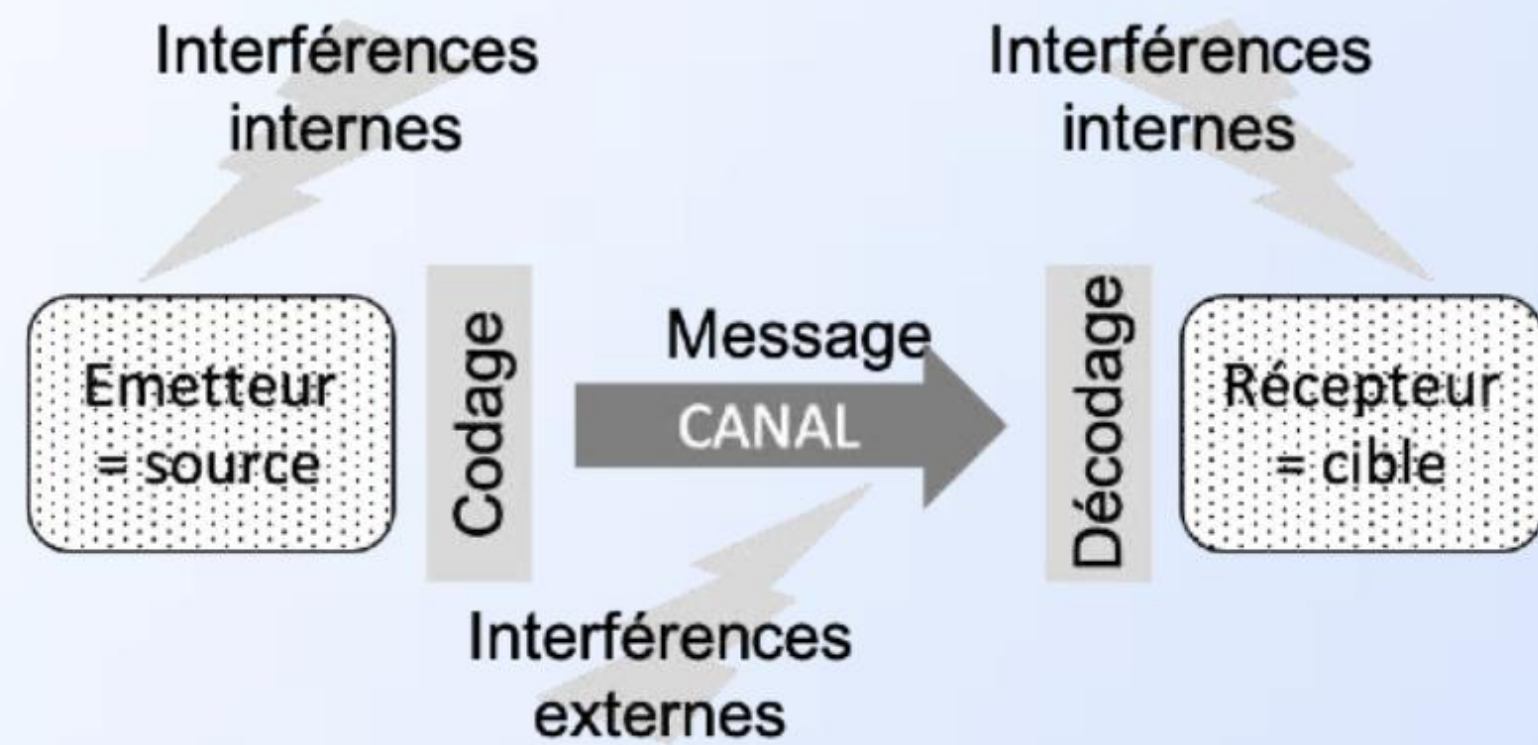 Interférences
internes
Interférences
internes
Emetteur
= source
Codage
Message
CANAL
Décodage
Récepteur
= cible
Interférences
externes